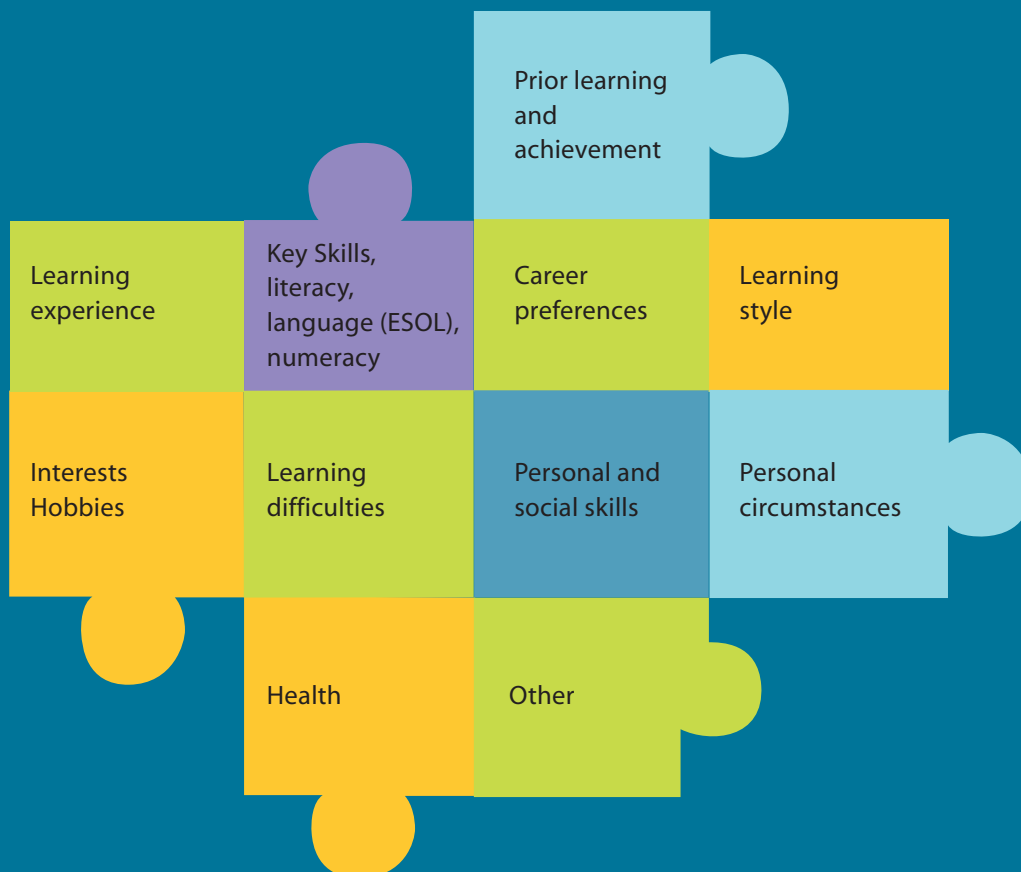 Prior learning
and
achievement
Learning
experience
Key Skills,
literacy,
language (ESOL),
numeracy
Career
preferences
Learning
style
Interests
Hobbies
Learning
difficulties
Personal and
social skills
Personal
circumstances
Health
Other